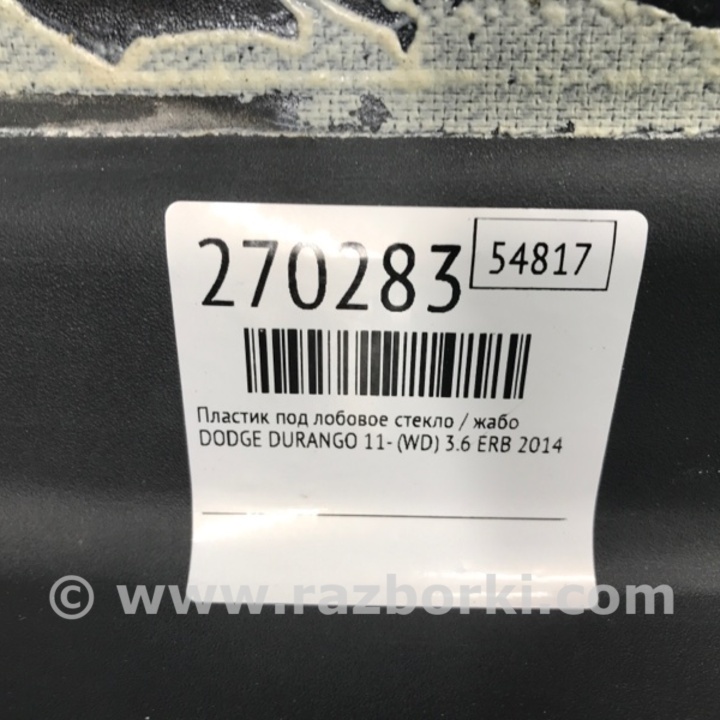 270283
54817
Пластик под лобовое стекло / жабо
DODGE DURANGO 11- (WD) 3.6 ERB 2014
© www.razborki.com